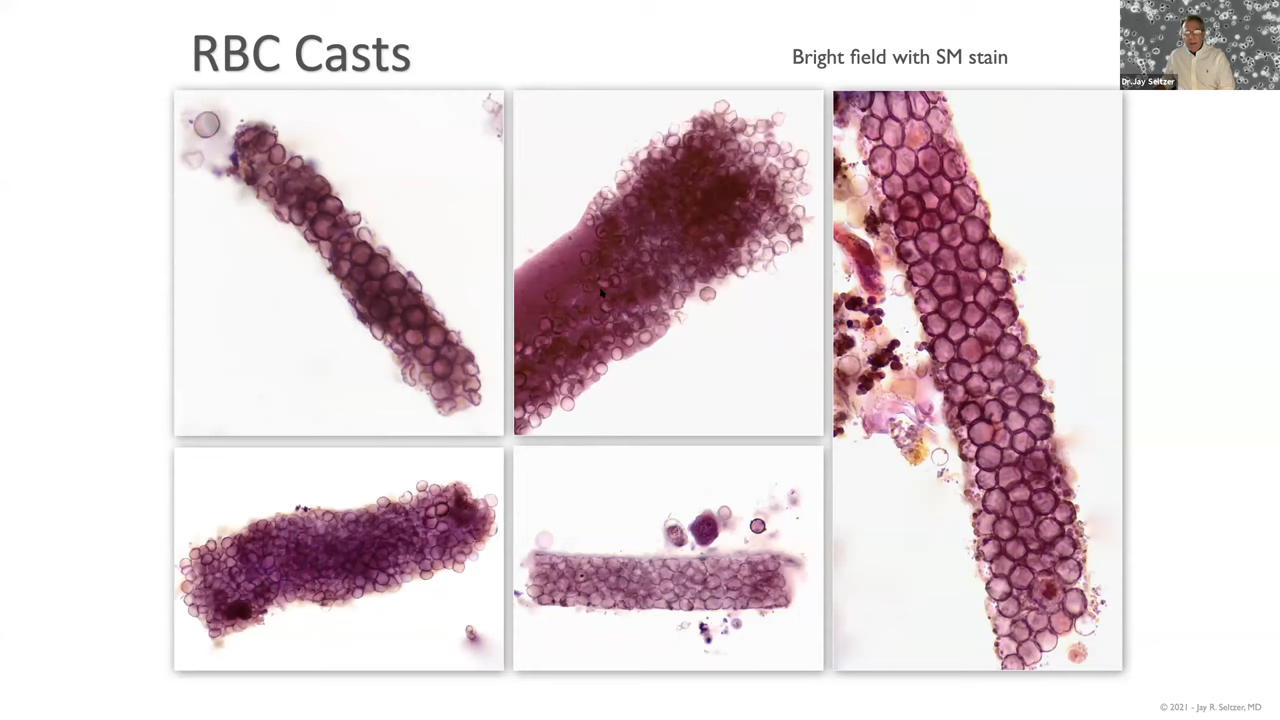 RBC Casts
Bright field with SM stain
Dr.Jay Seltzer
© 2021 - Jay R. Seltzer, MD